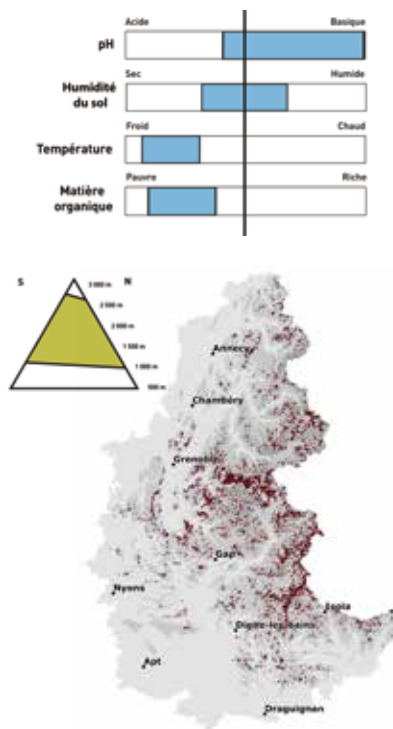 Acide Basique
pH
Sec Humide
Humidité
du sol
Froid Chaud
Température
Pauvre Riche
Matière
organique
S N
3 000 m
2 500 m
2 000 m
1 500 m
1 000 m
500 m
Annecy
Chambéry
Grenoble
Gap
Nyons
Isola
Digne-les-bains
Apt
Draguignan